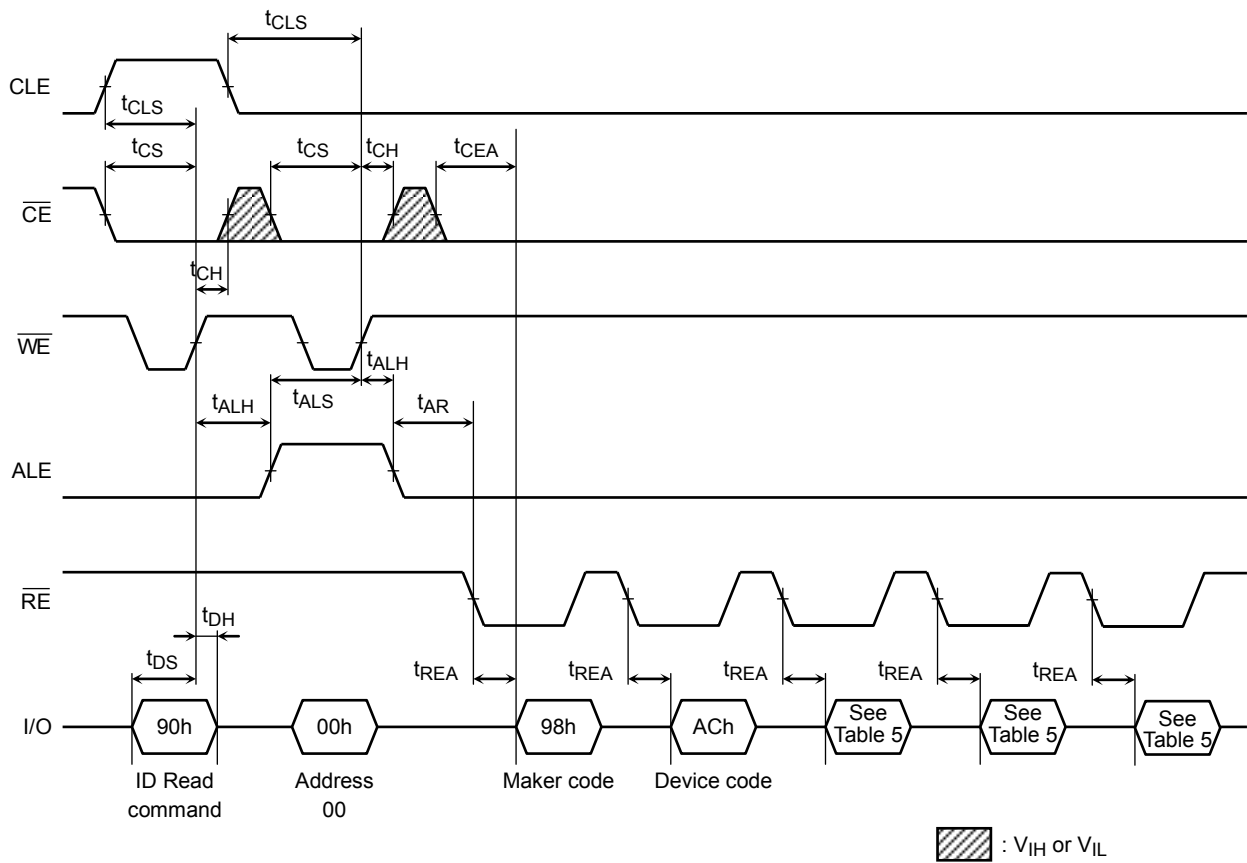 tCLS
CLE
tCLS
tCS
tCS
tCH
tCEA
CE
tCH
WE
tALH
tALH
tALS
tAR
ALE
RE
tDH
tDS
tREA
tREA
tREA
tREA
tREA
I/O
90h
00h
98h
ACh
See
Table 5
See
Table 5
See
Table 5
ID Read
command
Address
00
Maker code
Device code
: VIH or VIL